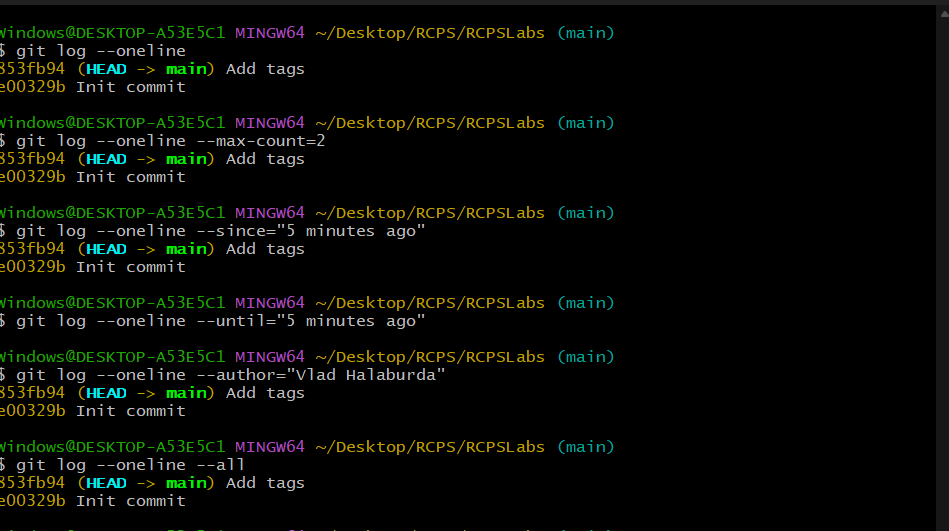 Windows@DESKTOP-A53E5C1 MINGW64 ~/Desktop/RCPS/RCPSLabs (main)
$ git log --oneline
853fb94 (HEAD -> main) Add tags
e00329b Init commit
Windows@DESKTOP-A53E5C1 MINGW64 ~/Desktop/RCPS/RCPSLabs (main)
$ git log --oneline --max-count=2
853fb94 (HEAD -> main) Add tags
e00329b Init commit
Windows@DESKTOP-A53E5C1 MINGW64 ~/Desktop/RCPS/RCPSLabs (main)
$ git log --oneline --since="5 minutes ago"
853fb94 (HEAD -> main) Add tags
e00329b Init commit
Windows@DESKTOP-A53E5C1 MINGW64 ~/Desktop/RCPS/RCPSLabs (main)
$ git log --oneline --until="5 minutes ago"
Windows@DESKTOP-A53E5C1 MINGW64 ~/Desktop/RCPS/RCPSLabs (main)
$ git log --oneline --author="Vlad Halaburda"
853fb94 (HEAD -> main) Add tags
e00329b Init commit
Windows@DESKTOP-A53E5C1 MINGW64 ~/Desktop/RCPS/RCPSLabs (main)
$ git log --oneline --all
853fb94 (HEAD -> main) Add tags
e00329b Init commit